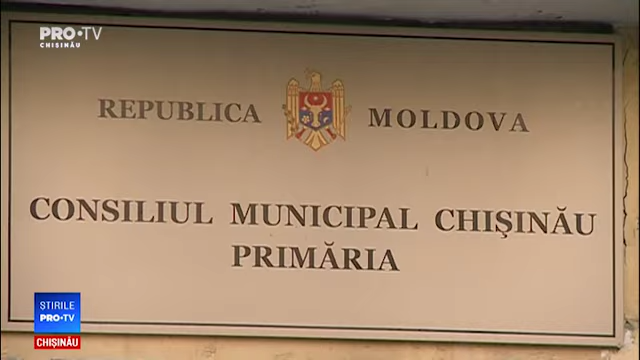 PRO TV
CHIȘINĂU
REPUBLICA MOLDOVA
CONSILIUL MUNICIPAL CHIŞINĂU
PRIMĂRIA
ȘTIRILE
PRO TV
CHIȘINĂU